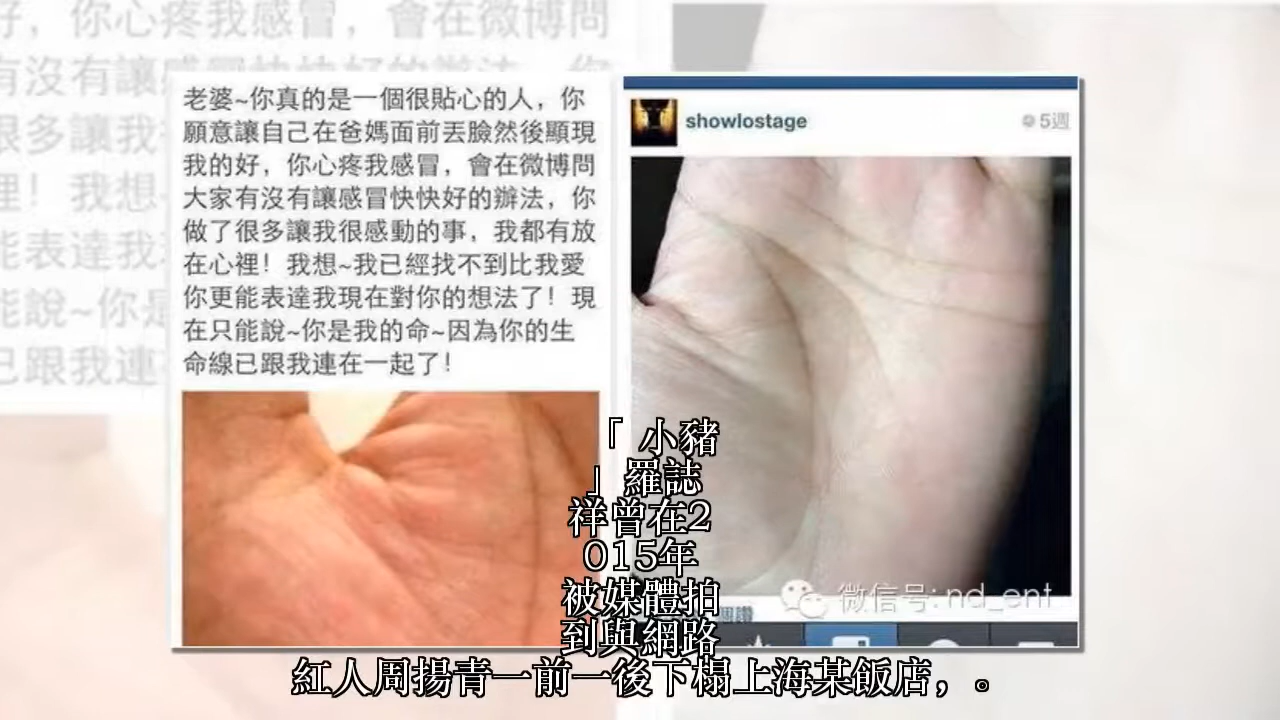 老婆~你真的是一個很貼心的人，你
願意讓自己在爸媽面前丟臉然後顯現
我的好，你心疼我感冒，會在微博問
大家有沒有讓感冒快快好的辦法，你
做了很多讓我很感動的事，我都有放
在心裡！我想~我已經找不到比我愛
你更能表達我現在對你的想法了！現
在只能說~你是我的命~因為你的生
命線已跟我連在一起了！
showlostage
5週
微信号: nd_ent
「 小豬
」羅誌
祥曾在2
015年
被媒體拍
到與網路
紅人周揚青一前一後下榻上海某飯店，。